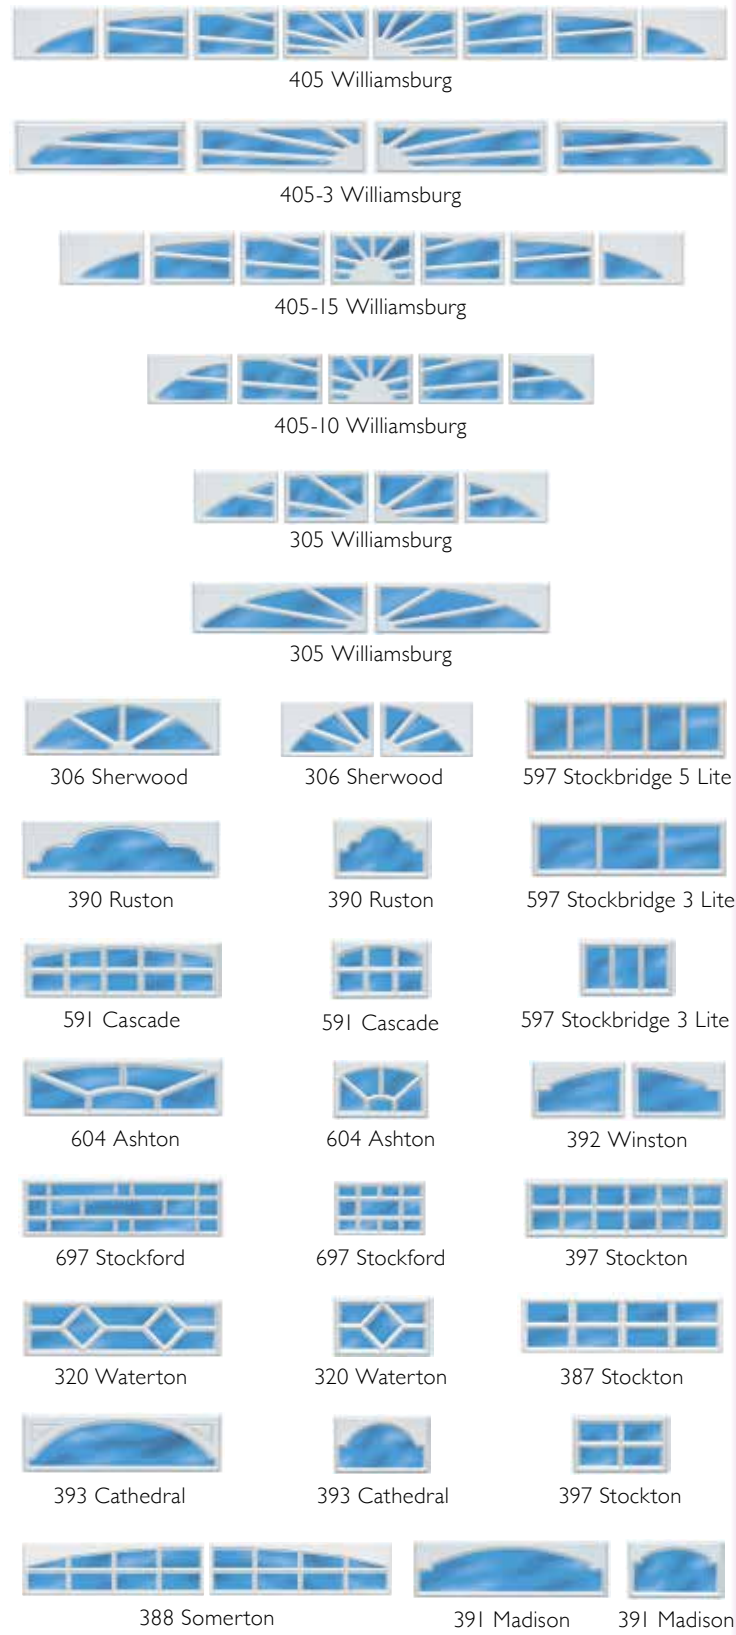 405 Williamsburg
405-3 Williamsburg
405-15 Williamsburg
405-10 Williamsburg
305 Williamsburg
305 Williamsburg
306 Sherwood
306 Sherwood
597 Stockbridge 5 Lite
390 Ruston
390 Ruston
597 Stockbridge 3 Lite
591 Cascade
591 Cascade
597 Stockbridge 3 Lite
604 Ashton
604 Ashton
392 Winston
697 Stockford
697 Stockford
397 Stockton
320 Waterton
320 Waterton
387 Stockton
393 Cathedral
393 Cathedral
397 Stockton
388 Somerton
391 Madison
391 Madison